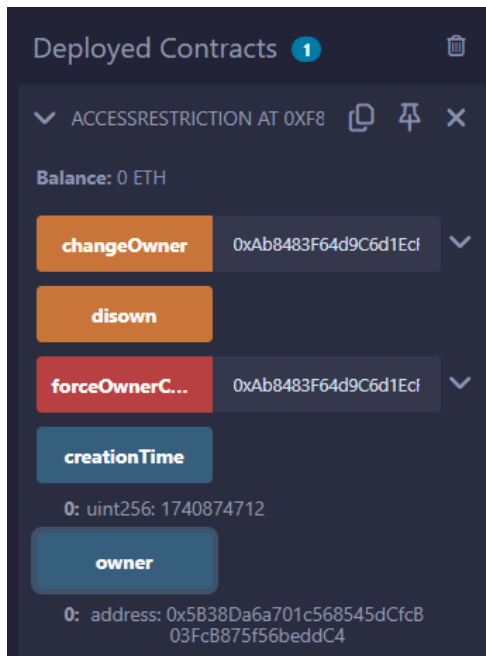 Deployed Contracts 1
ACCESSRESTRICTION AT 0XF8
Balance: 0 ETH
changeOwner 0xAb8483F64d9C6d1EcF
disown
forceOwnerC... 0xAb8483F64d9C6d1EcF
creationTime
0: uint256: 1740874712
owner
0: address: 0x5B38Da6a701c568545dCfcB
03FcB875f56beddC4